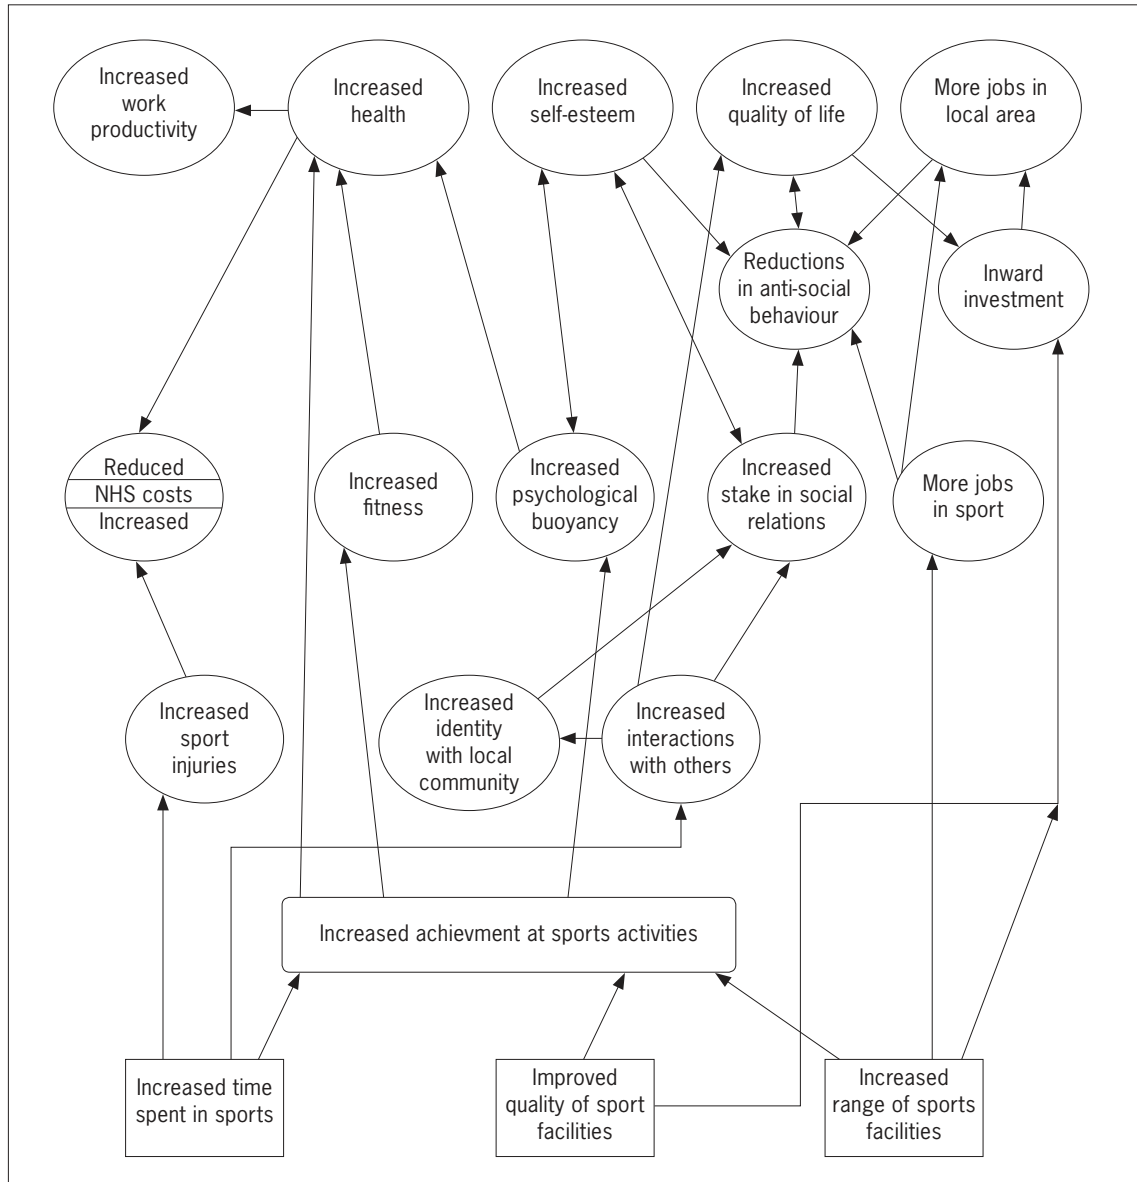 Increased
work
productivity
Increased
health
Increased
self-esteem
Increased
quality of life
More jobs in
local area
Reductions
in anti-social
behaviour
Inward
investment
Reduced
NHS costs
Increased
Increased
fitness
Increased
psychological
buoyancy
Increased
stake in social
relations
More jobs
in sport
Increased
sport
injuries
Increased
identity
with local
community
Increased
interactions
with others
Increased achievment at sports activities
Increased time
spent in sports
Improved
quality of sport
facilities
Increased
range of sports
facilities